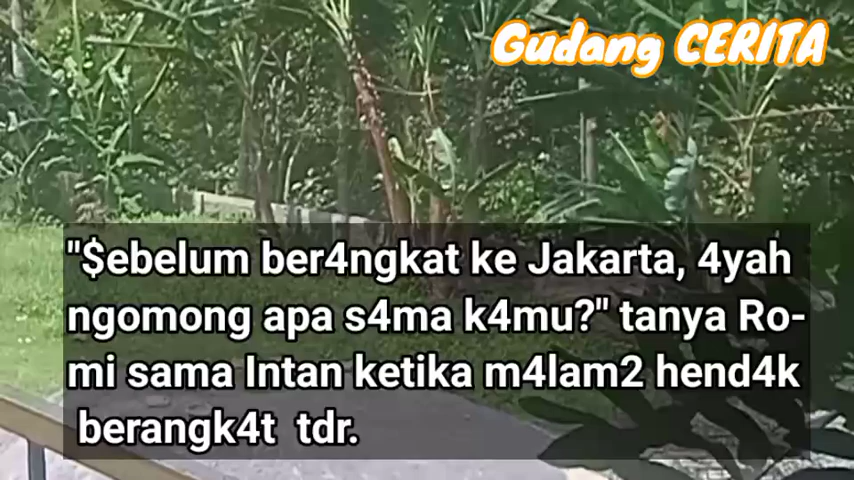 Gudang CERITA
"$ebelum ber4ngkat ke Jakarta, 4yah
ngomong apa s4ma k4mu?" tanya Ro-
mi sama Intan ketika m4lam2 hend4k
berangk4t tdr.